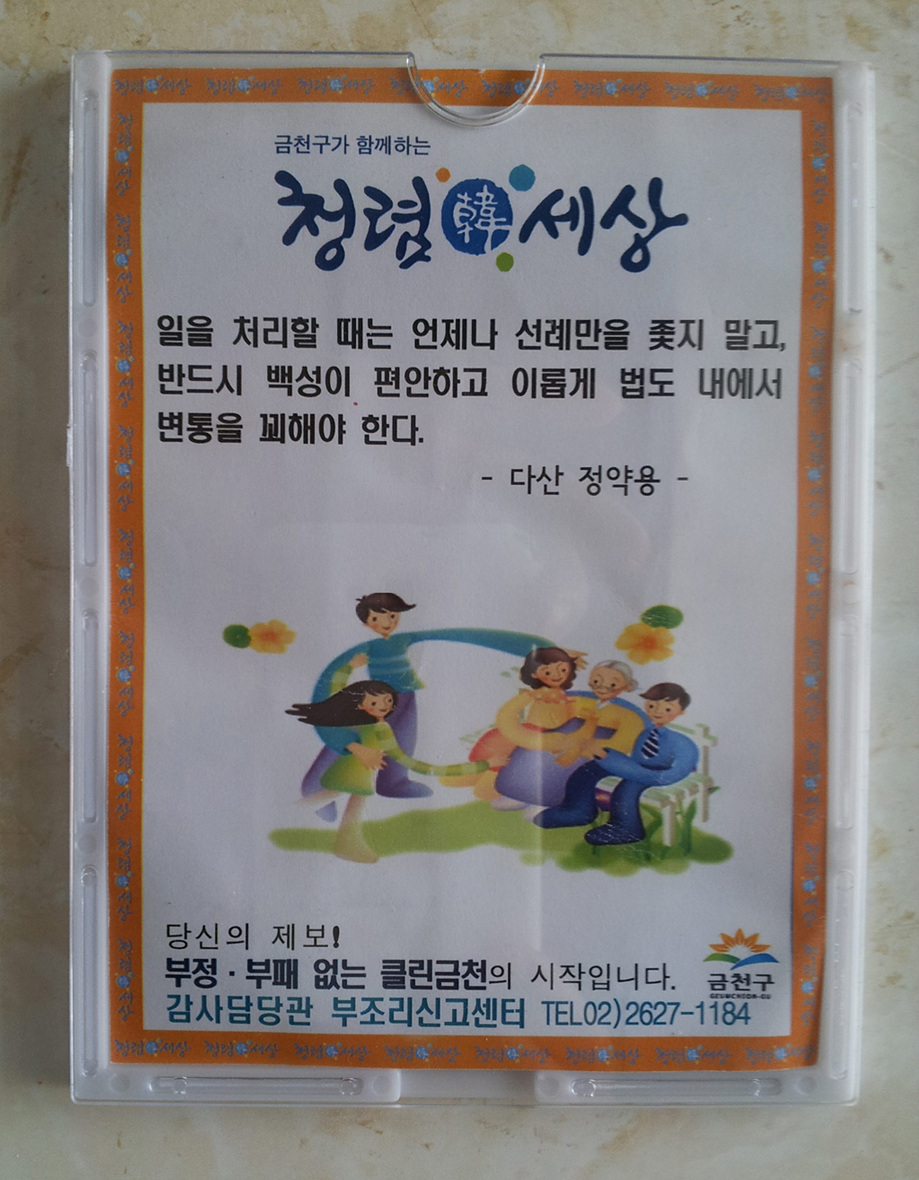 금천구가 함께하는
청렴韓세상
일을 처리할 때는 언제나 선례만을 좇지 말고,
반드시 백성이 편안하고 이롭게 법도 내에서
변통을 꾀해야 한다.
- 다산 정약용 -
당신의 제보!
부정·부패 없는 클린금천의 시작입니다.
금천구
GEUMCHEON-GU
감사담당관 부조리신고센터 TEL02)2627-1184